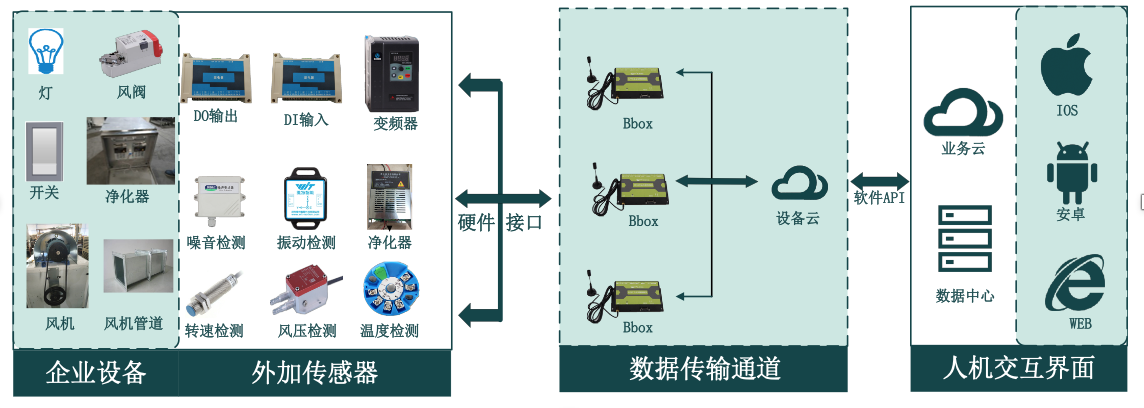 灯
风阀
DO输出
DI输入
变频器
开关
净化器
噪音检测
振动检测
净化器
风机
风机管道
转速检测
风压检测
温度检测
企业设备
外加传感器
硬件
接口
Bbox
Bbox
Bbox
设备云
数据传输通道
软件API
业务云
数据中心
IOS
安卓
WEB
人机交互界面